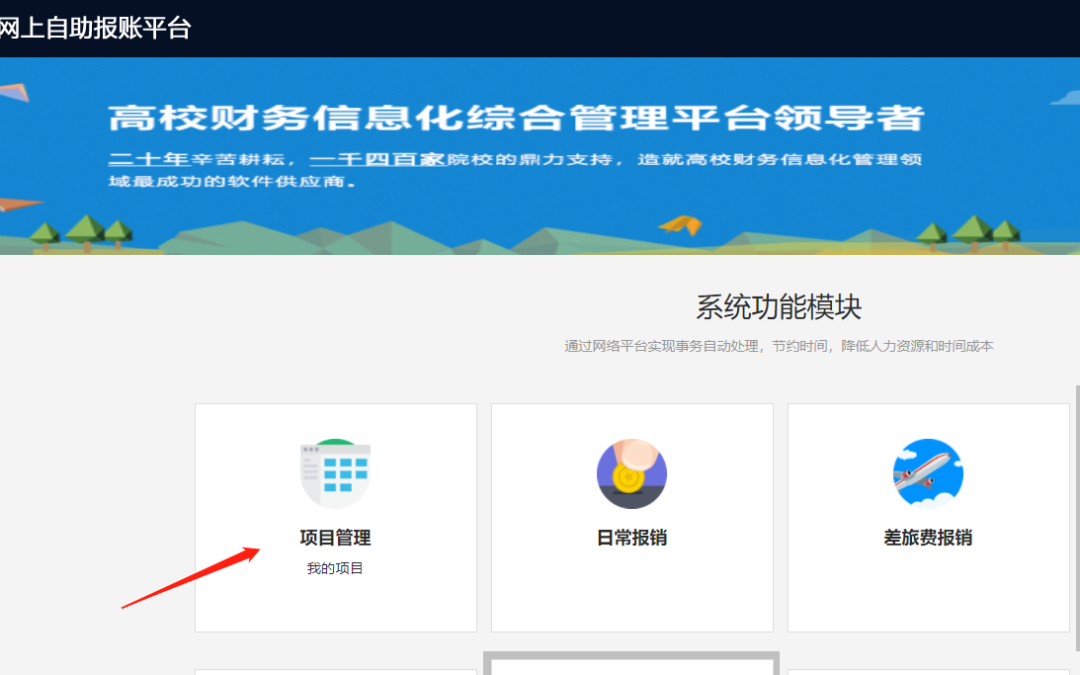 网上自助报账平台
高校财务信息化综合管理平台领导者
二十年辛苦耕耘，一千四百家院校的鼎力支持，造就高校财务信息化管理领
域最成功的软件供应商。
系统功能模块
通过网络平台实现事务自动处理，节约时间，降低人力资源和时间成本
项目管理
日常报销
差旅费报销
我的项目